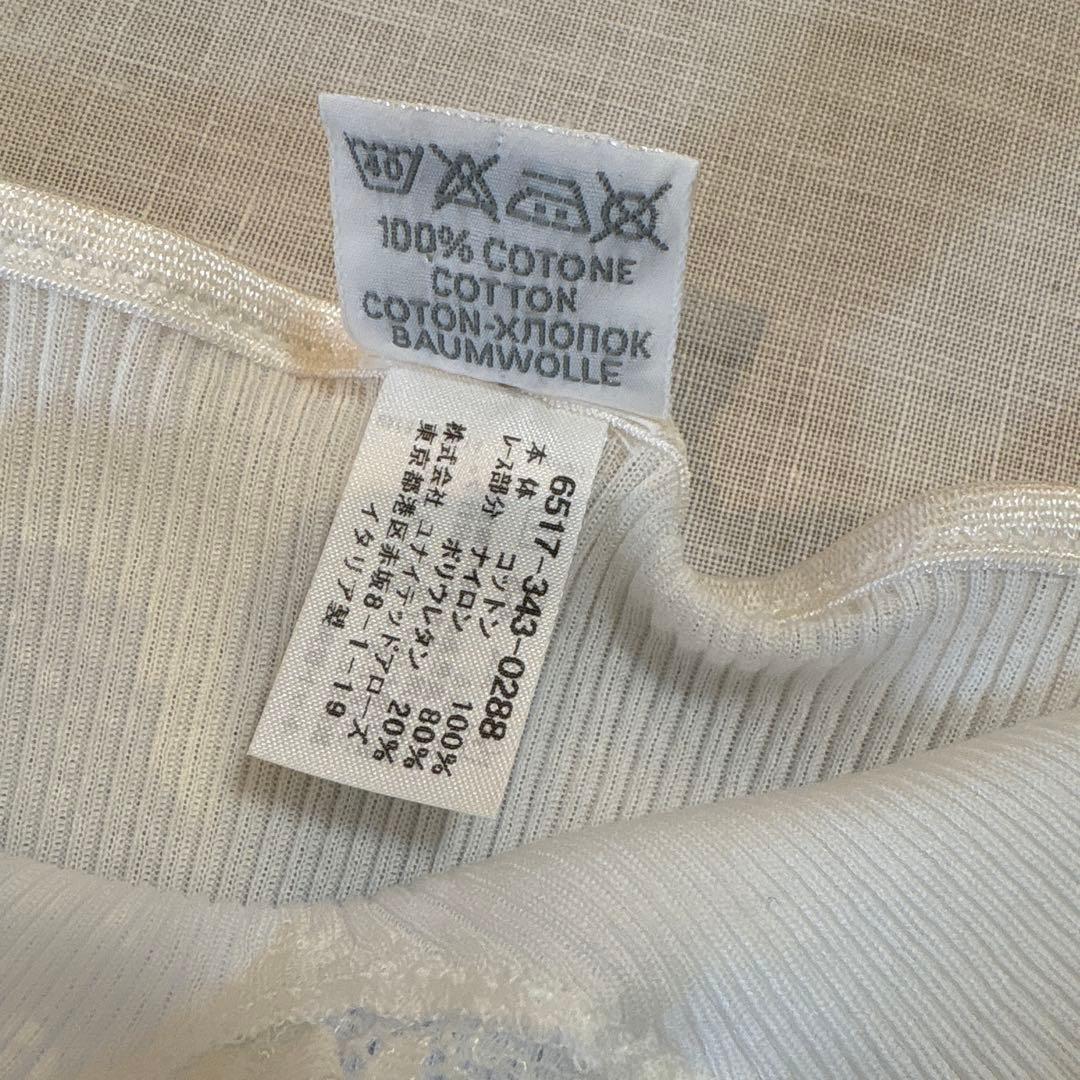 40
100% COTONE
COTTON
COTON-ХЛОПОК
BAUMWOLLE
6517-343-0288
本体 コットン 100%
レース部分 ナイロン 80%
ポリウレタン 20%
株式会社 ユナイテッドアローズ
東京都港区赤坂8-1-19
イタリア製